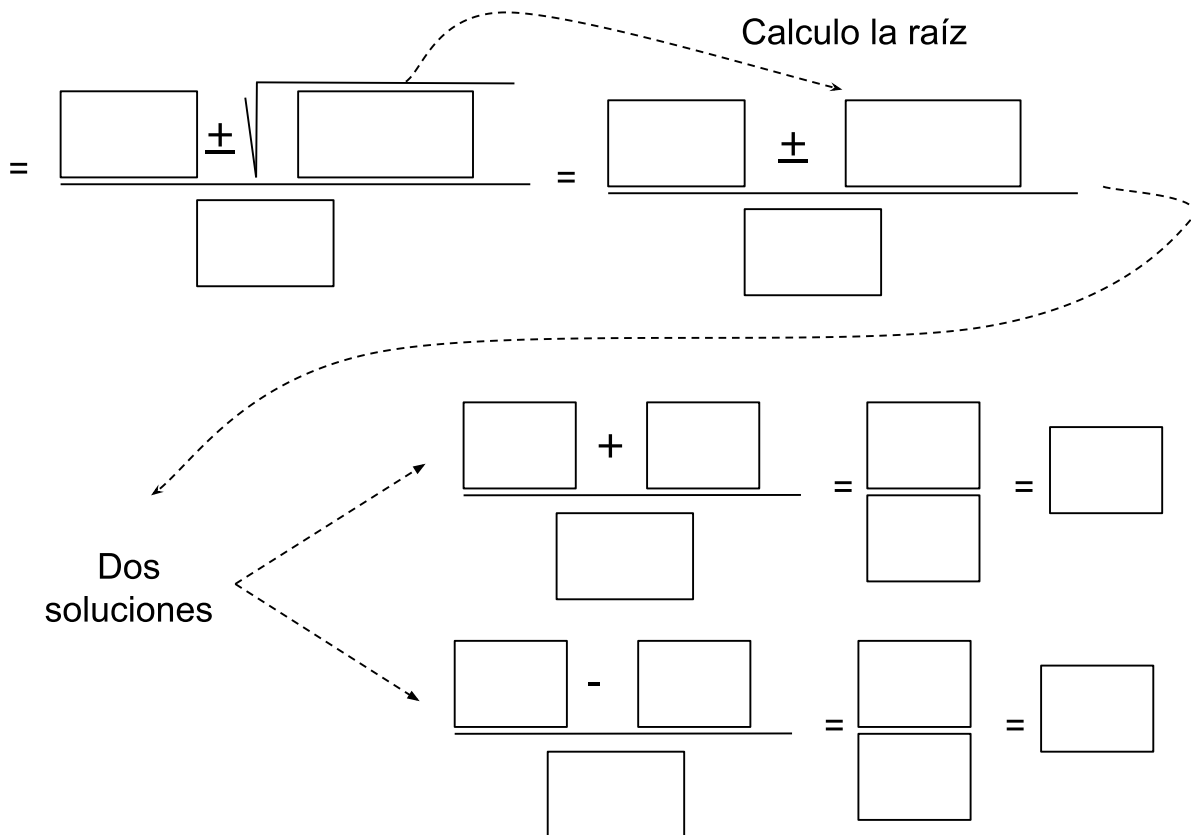 Calculo la raíz
= ± √ = ±
+ = =
Dos
soluciones
- = =